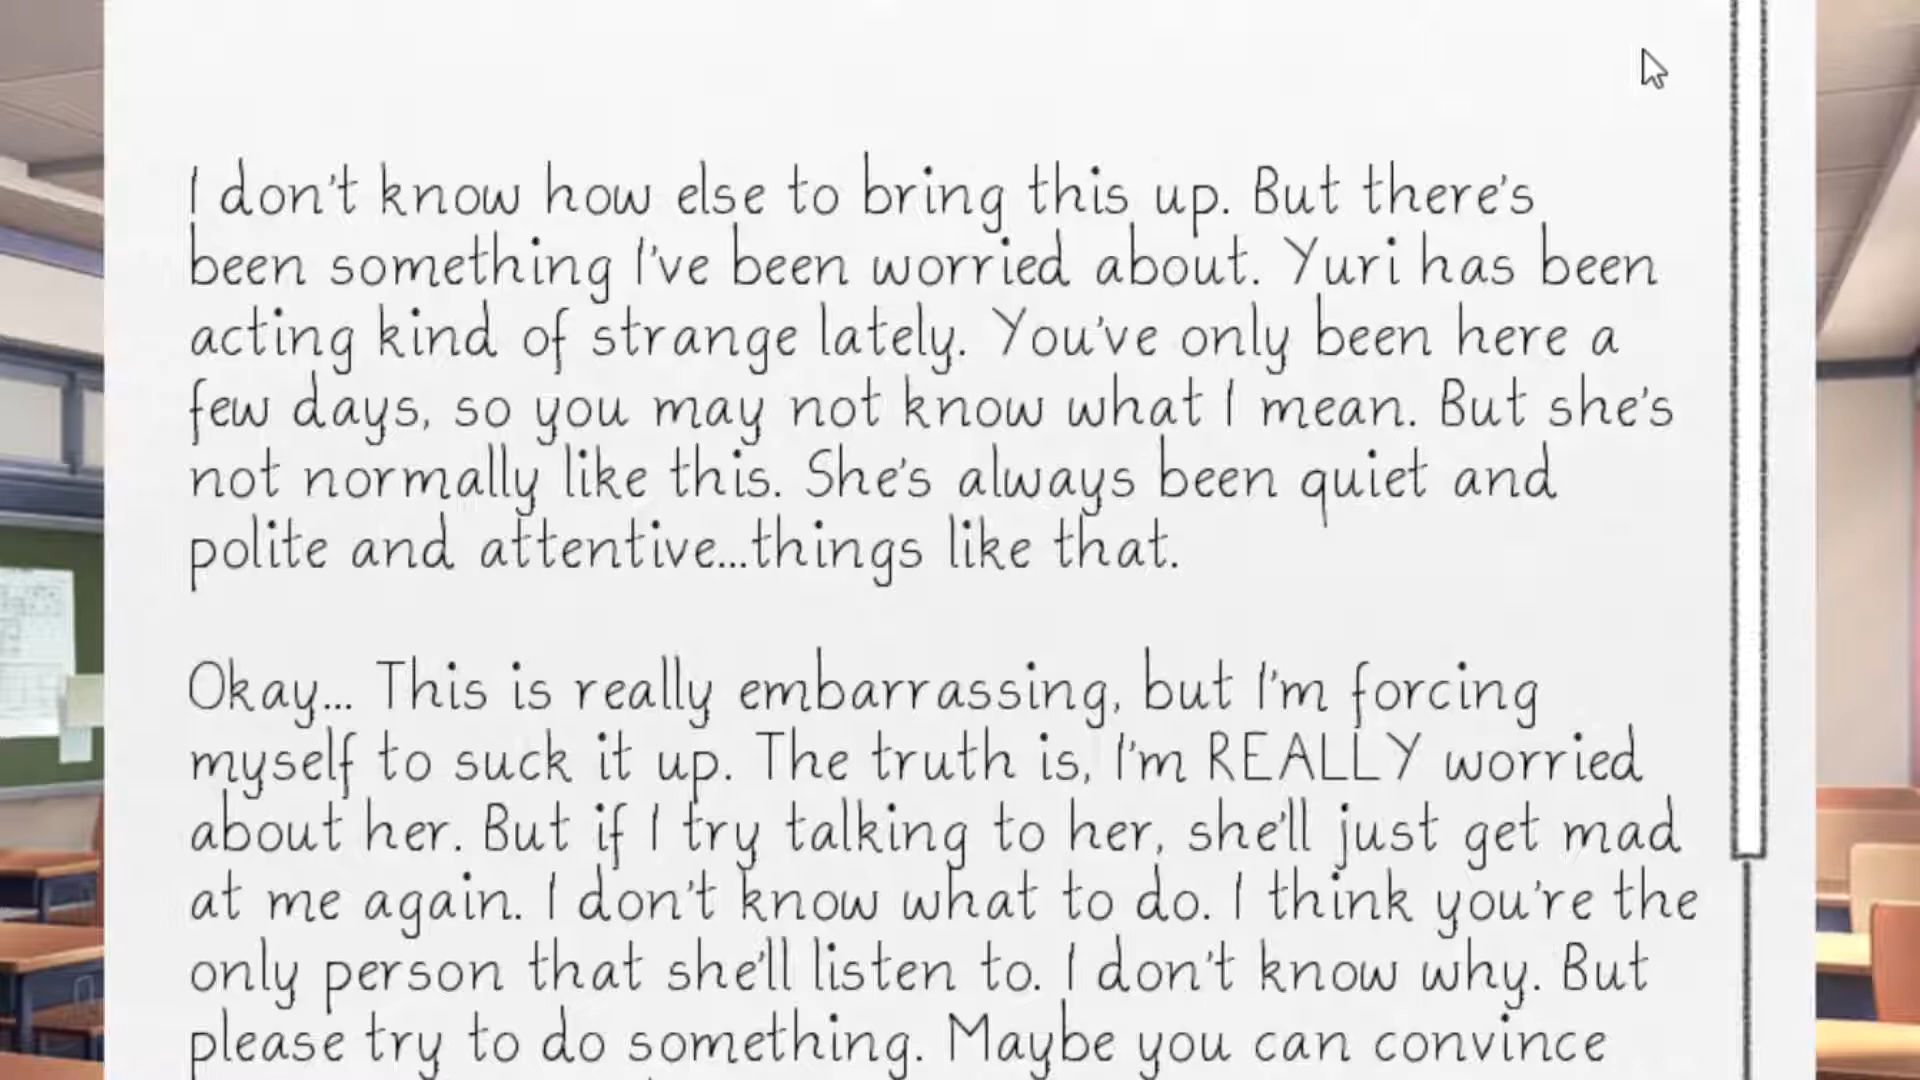 I don't know how else to bring this up. But there's
been something I've been worried about. Yuri has been
acting kind of strange lately. You've only been here a
few days, so you may not know what I mean. But she's
not normally like this. She's always been quiet and
polite and attentive...things like that.
Okay... This is really embarrassing, but I'm forcing
myself to suck it up. The truth is, I'm REALLY worried
about her. But if I try talking to her, she'll just get mad
at me again. I don't know what to do. I think you're the
only person that she'll listen to. I don't know why. But
please try to do something. Maybe you can convince